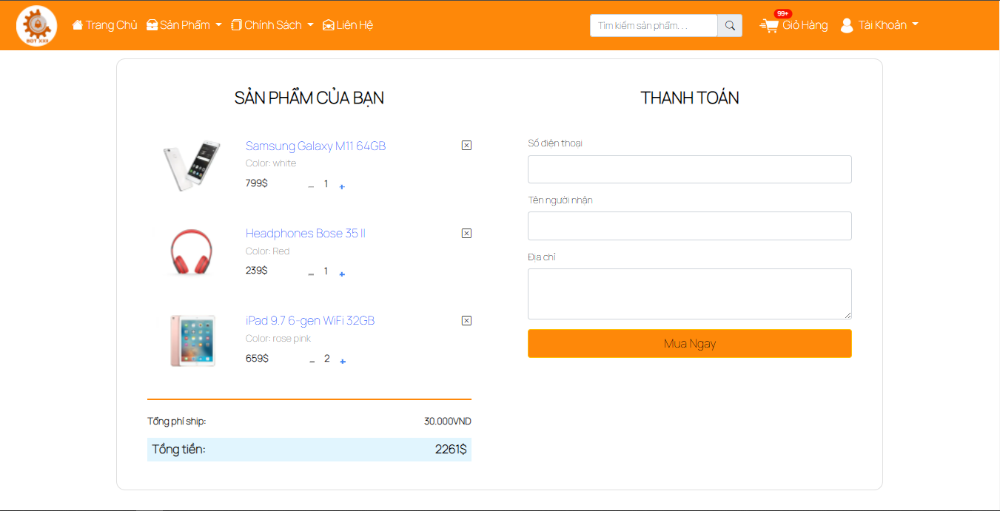 BDT XXX
Trang Chủ Sản Phẩm Chính Sách Liên Hệ
Tìm kiếm sản phẩm. . .
99+
Giỏ Hàng
Tài Khoản
SẢN PHẨM CỦA BẠN
Samsung Galaxy M11 64GB
Color: white
799$ − 1 +
Headphones Bose 35 II
Color: Red
239$ − 1 +
iPad 9.7 6-gen WiFi 32GB
Color: rose pink
659$ − 2 +
Tổng phí ship: 30.000VND
Tổng tiền: 2261$
THANH TOÁN
Số điện thoại
Tên người nhận
Địa chỉ
Mua Ngay